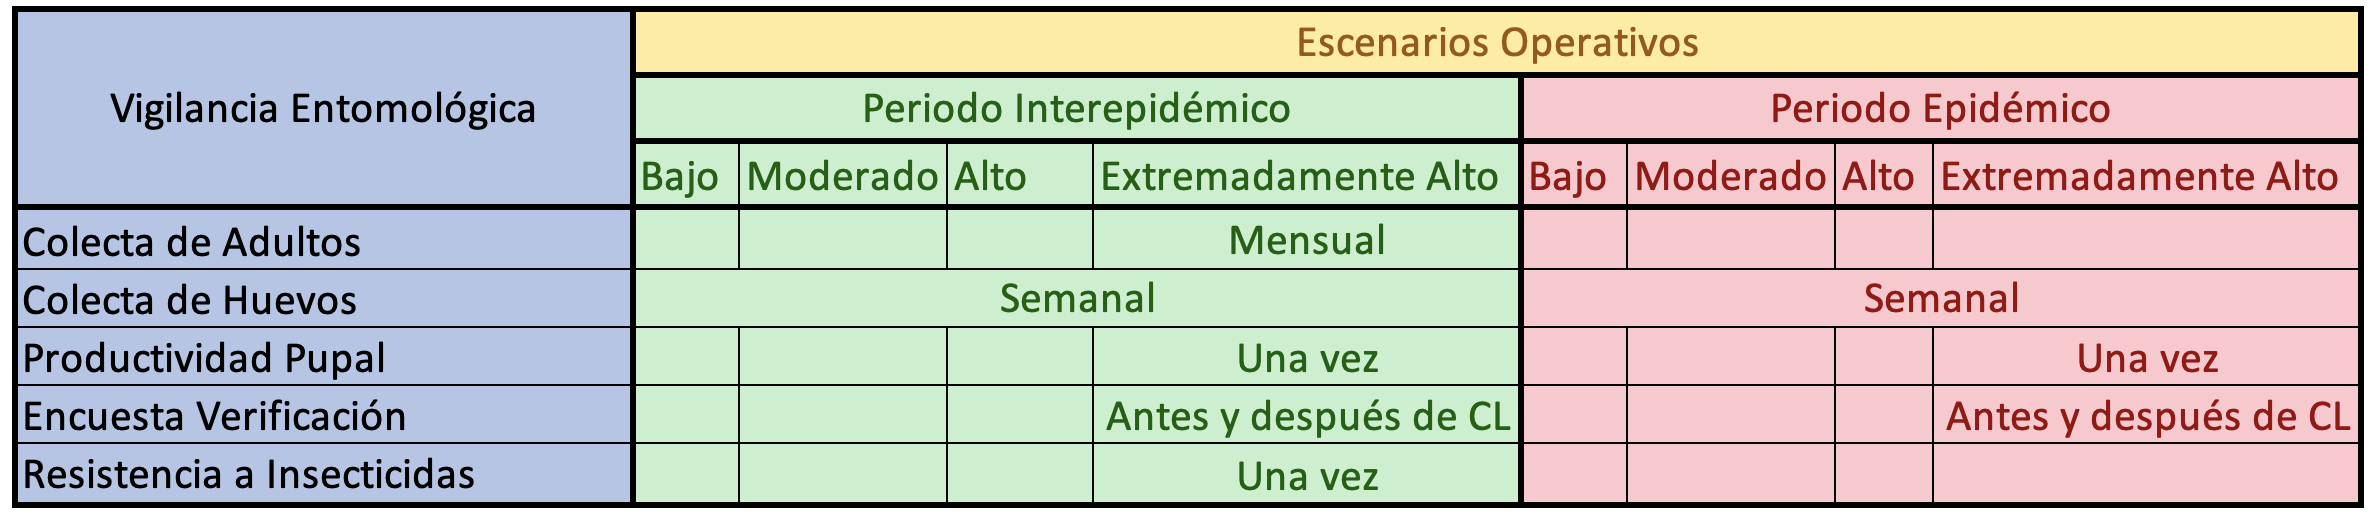 Escenarios Operativos
Vigilancia Entomológica
Periodo Interepidémico Periodo Epidémico
Bajo Moderado Alto Extremadamente Alto Bajo Moderado Alto Extremadamente Alto
Colecta de Adultos Mensual
Colecta de Huevos Semanal Semanal
Productividad Pupal Una vez Una vez
Encuesta Verificación Antes y después de CL Antes y después de CL
Resistencia a Insecticidas Una vez